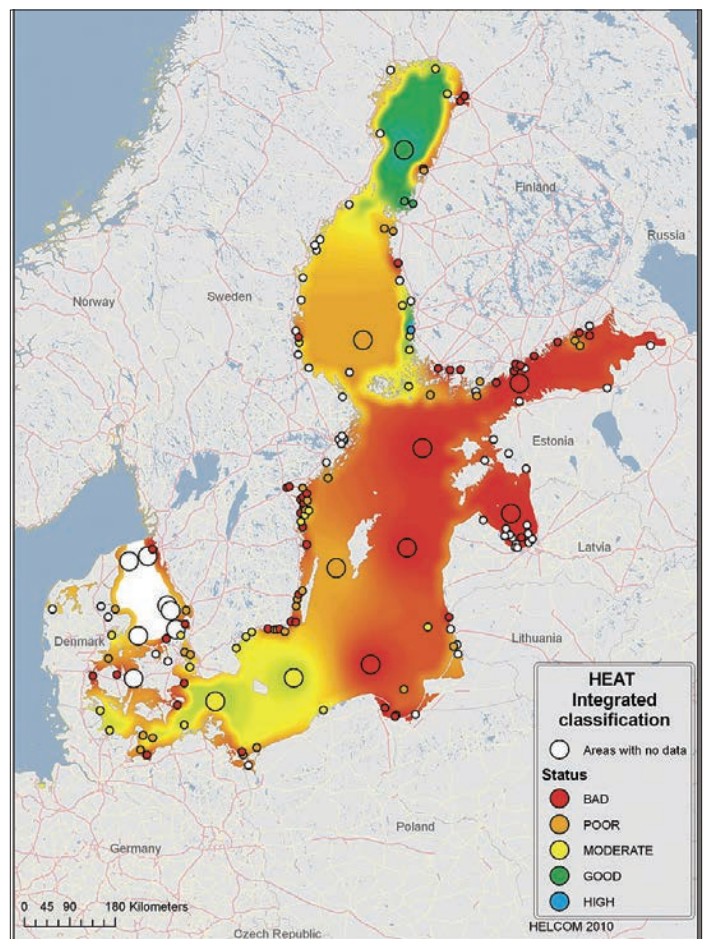 Finland
Russia
Norway
Sweden
Estonia
Latvia
Denmark
Lithuania
HEAT
Integrated
classification
Areas with no data
Status
BAD
POOR
MODERATE
GOOD
HIGH
Poland
Germany
0 45 90 180 Kilometers
HELCOM 2010
Czech Republic